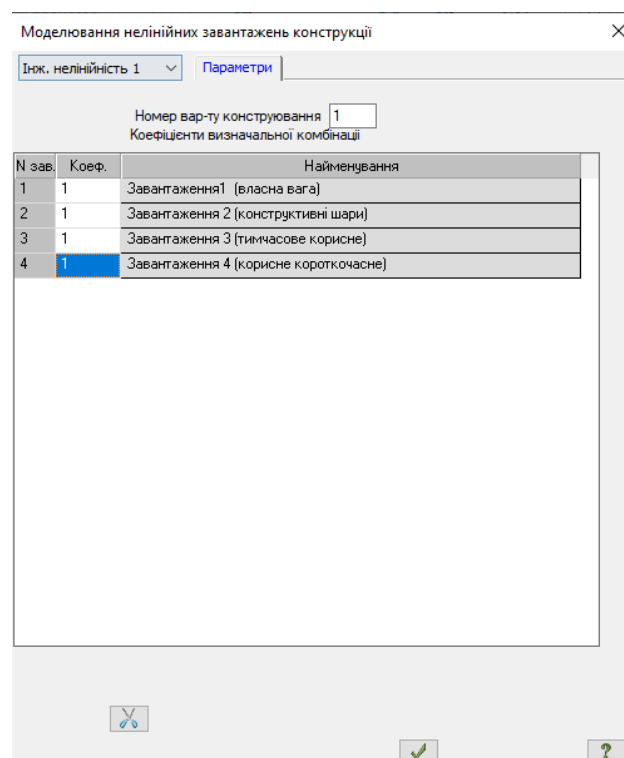 Моделювання нелінійних завантажень конструкції
Інж. нелінійність 1 Параметри
Номер вар-ту конструювання 1
Коефіцієнти визначальної комбінації
N зав. Коеф. Найменування
1 1 Завантаження1 (власна вага)
2 1 Завантаження 2 (конструктивні шари)
3 1 Завантаження 3 (тимчасове корисне)
4 1 Завантаження 4 (корисне короткочасне)
?